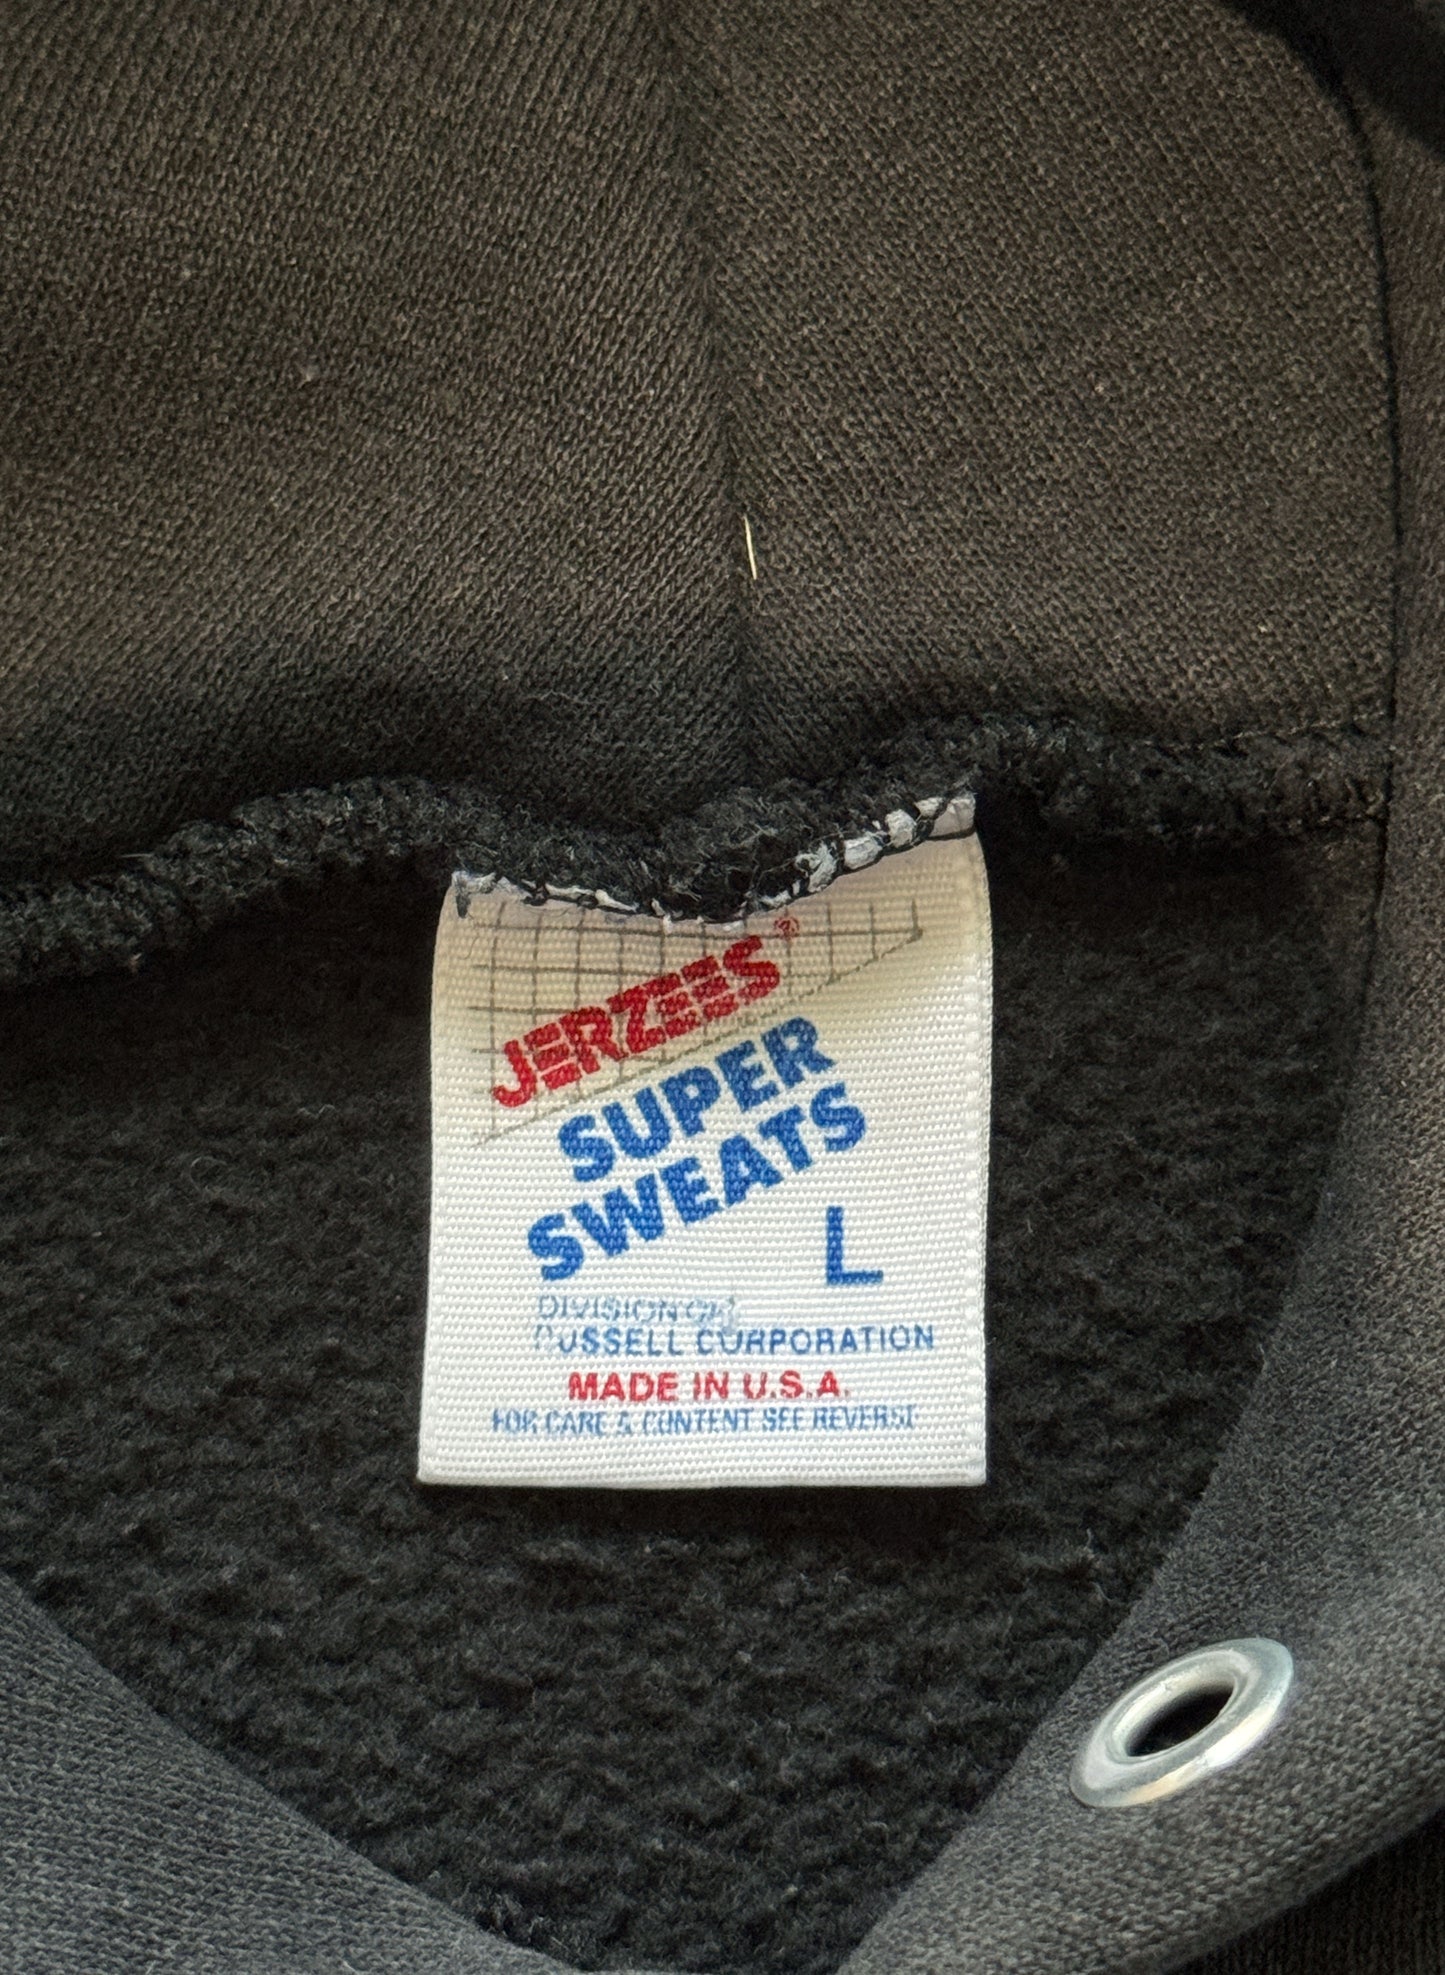 JERZEES®
SUPER
SWEATS
L
DIVISION OF
RUSSELL CORPORATION
MADE IN U.S.A.
FOR CARE & CONTENT SEE REVERSE